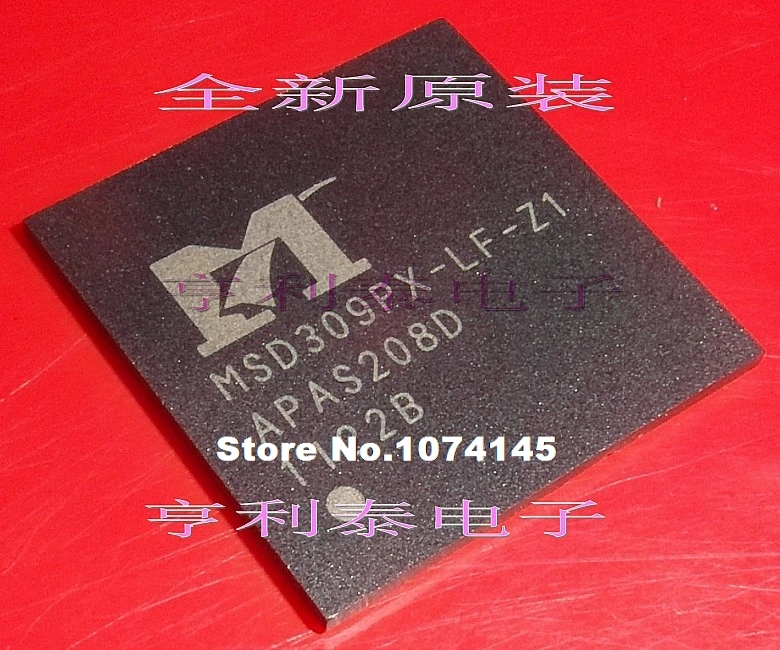 全新原装
亨利泰电子
MSD309PX-LF-Z1
APAS208D
1122B
Store No.1074145
亨利泰电子